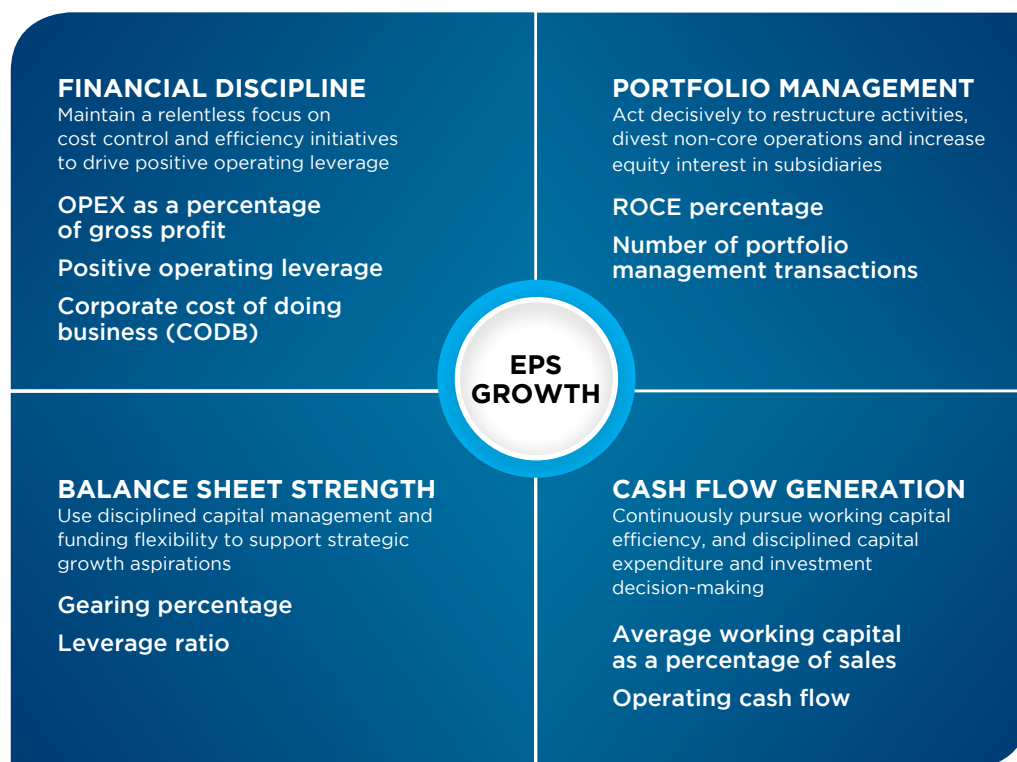 FINANCIAL DISCIPLINE
Maintain a relentless focus on
cost control and efficiency initiatives
to drive positive operating leverage
OPEX as a percentage
of gross profit
Positive operating leverage
Corporate cost of doing
business (CODB)
PORTFOLIO MANAGEMENT
Act decisively to restructure activities,
divest non-core operations and increase
equity interest in subsidiaries
ROCE percentage
Number of portfolio
management transactions
EPS
GROWTH
BALANCE SHEET STRENGTH
Use disciplined capital management and
funding flexibility to support strategic
growth aspirations
Gearing percentage
Leverage ratio
CASH FLOW GENERATION
Continuously pursue working capital
efficiency, and disciplined capital
expenditure and investment
decision-making
Average working capital
as a percentage of sales
Operating cash flow